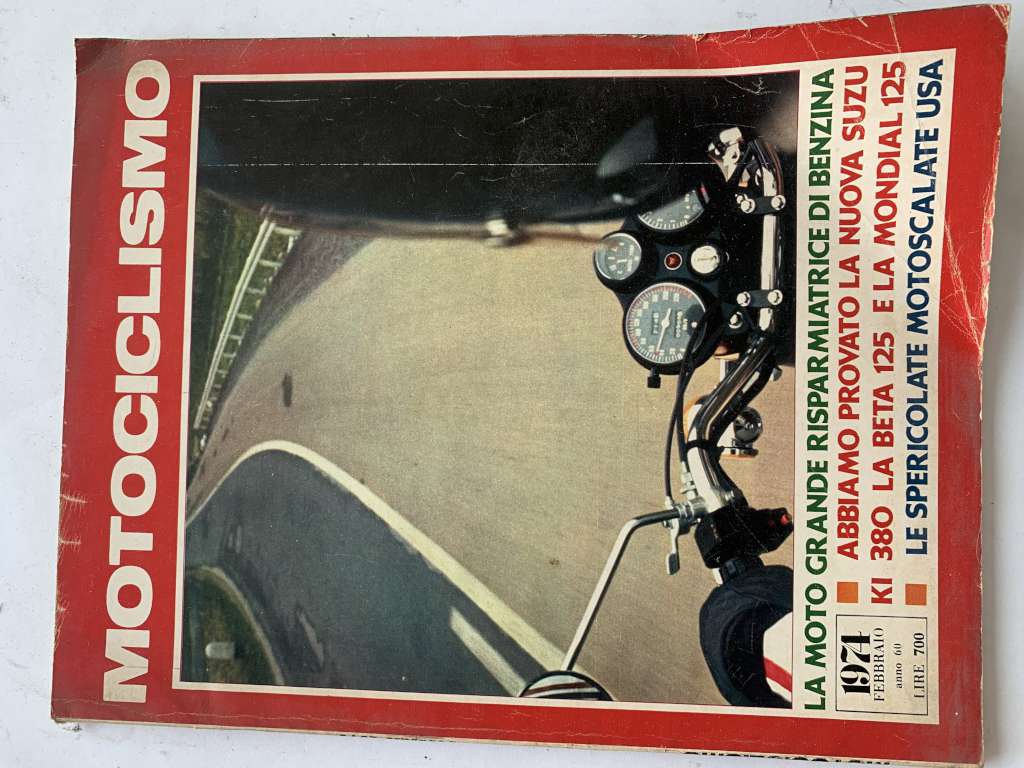 MOTOCICLISMO
LA MOTO GRANDE RISPARMIATRICE DI BENZINA
ABBIAMO PROVATO LA NUOVA SUZU
KI 380 LA BETA 125 E LA MONDIAL 125
LE SPERICOLATE MOTOSCALATE USA
1974
FEBBRAIO
anno 60
LIRE 700